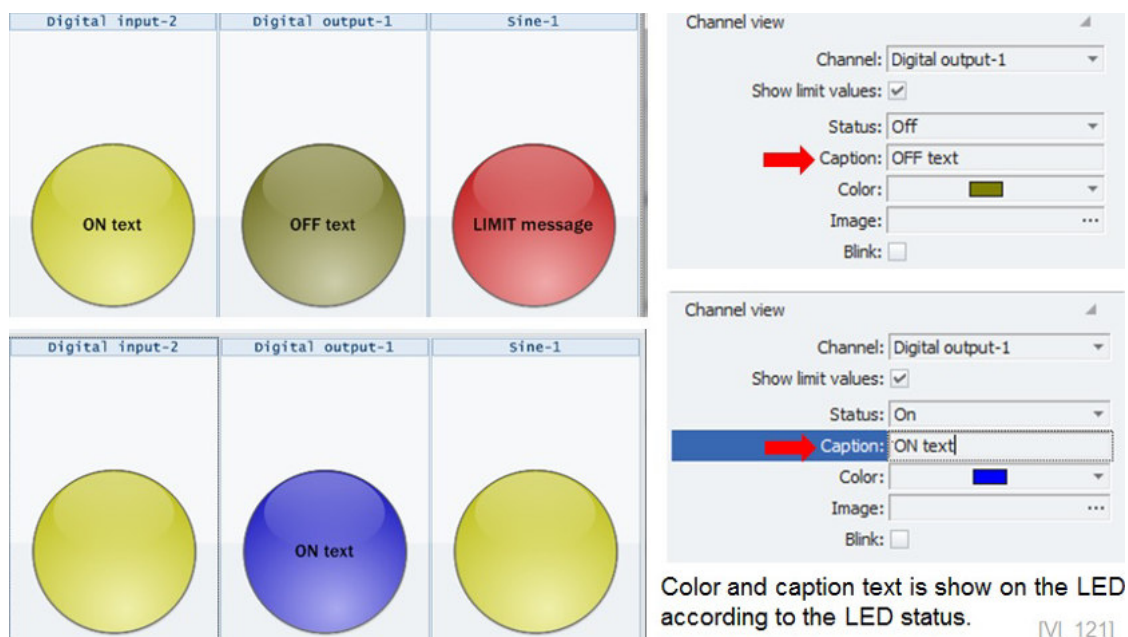 Digital input-2
Digital output-1
Sine-1
ON text
OFF text
LIMIT message
Channel view
Channel: Digital output-1
Show limit values:
Status: Off
Caption: OFF text
Color:
Image: ...
Blink:
Digital input-2
Digital output-1
Sine-1
ON text
Channel view
Channel: Digital output-1
Show limit values:
Status: On
Caption: ON text
Color:
Image: ...
Blink:
Color and caption text is show on the LED
according to the LED status.
[VI_121]